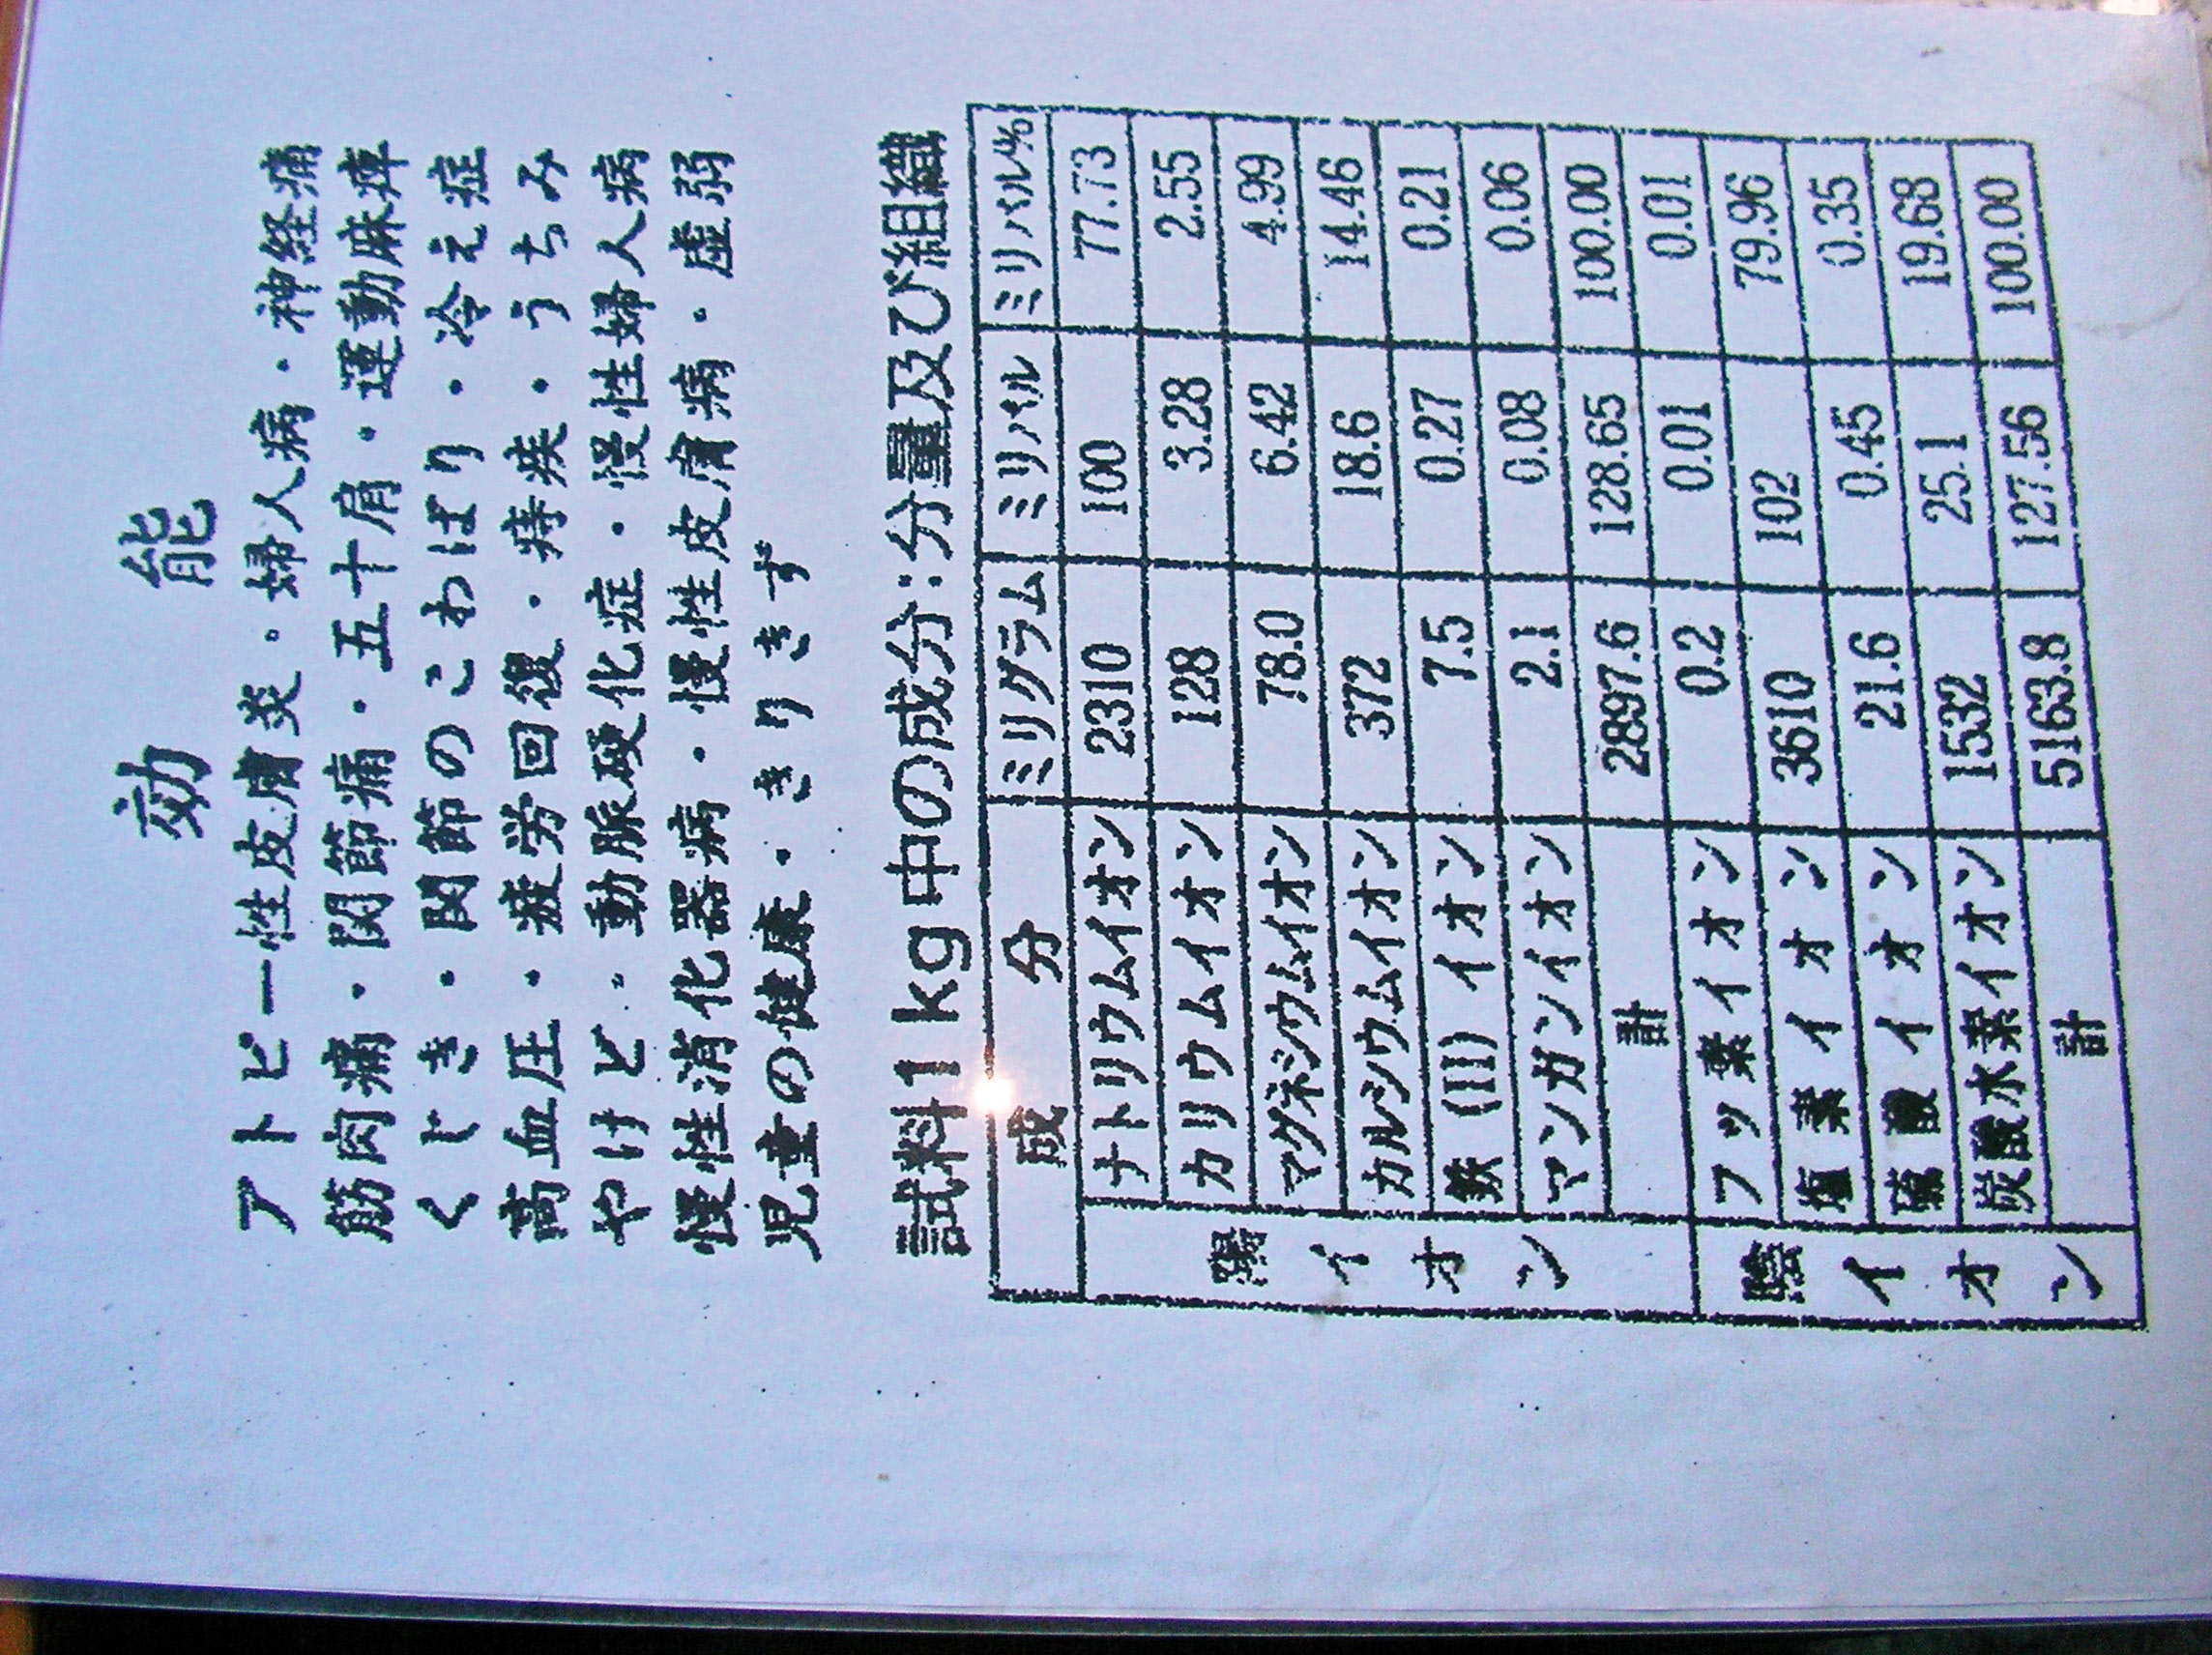 効　能
アトピー性皮膚炎・婦人病・神経痛
筋肉痛・関節痛・五十肩・運動麻痺
くじき・関節のこわばり・冷え症
高血圧・疲労回復・痔疾・うちみ
やけど・動脈硬化症・慢性婦人病
慢性消化器病・慢性皮膚病・虚弱
児童の健康・きりきず
試料1kg中の成分:分量及び組織
成　分 ミリグラム ミリバル ミリバル%
陽イオン
ナトリウムイオン 2310 100 77.73
カリウムイオン 128 3.28 2.55
マグネシウムイオン 78.0 6.42 4.99
カルシウムイオン 372 18.6 14.46
鉄(II)イオン 7.5 0.27 0.21
マンガンイオン 2.1 0.08 0.06
計 2897.6 128.65 100.00
陰イオン
フッ素イオン 0.2 0.01 0.01
塩素イオン 3610 102 79.96
硫酸イオン 21.6 0.45 0.35
炭酸水素イオン 1532 25.1 19.68
計 5163.8 127.56 100.00